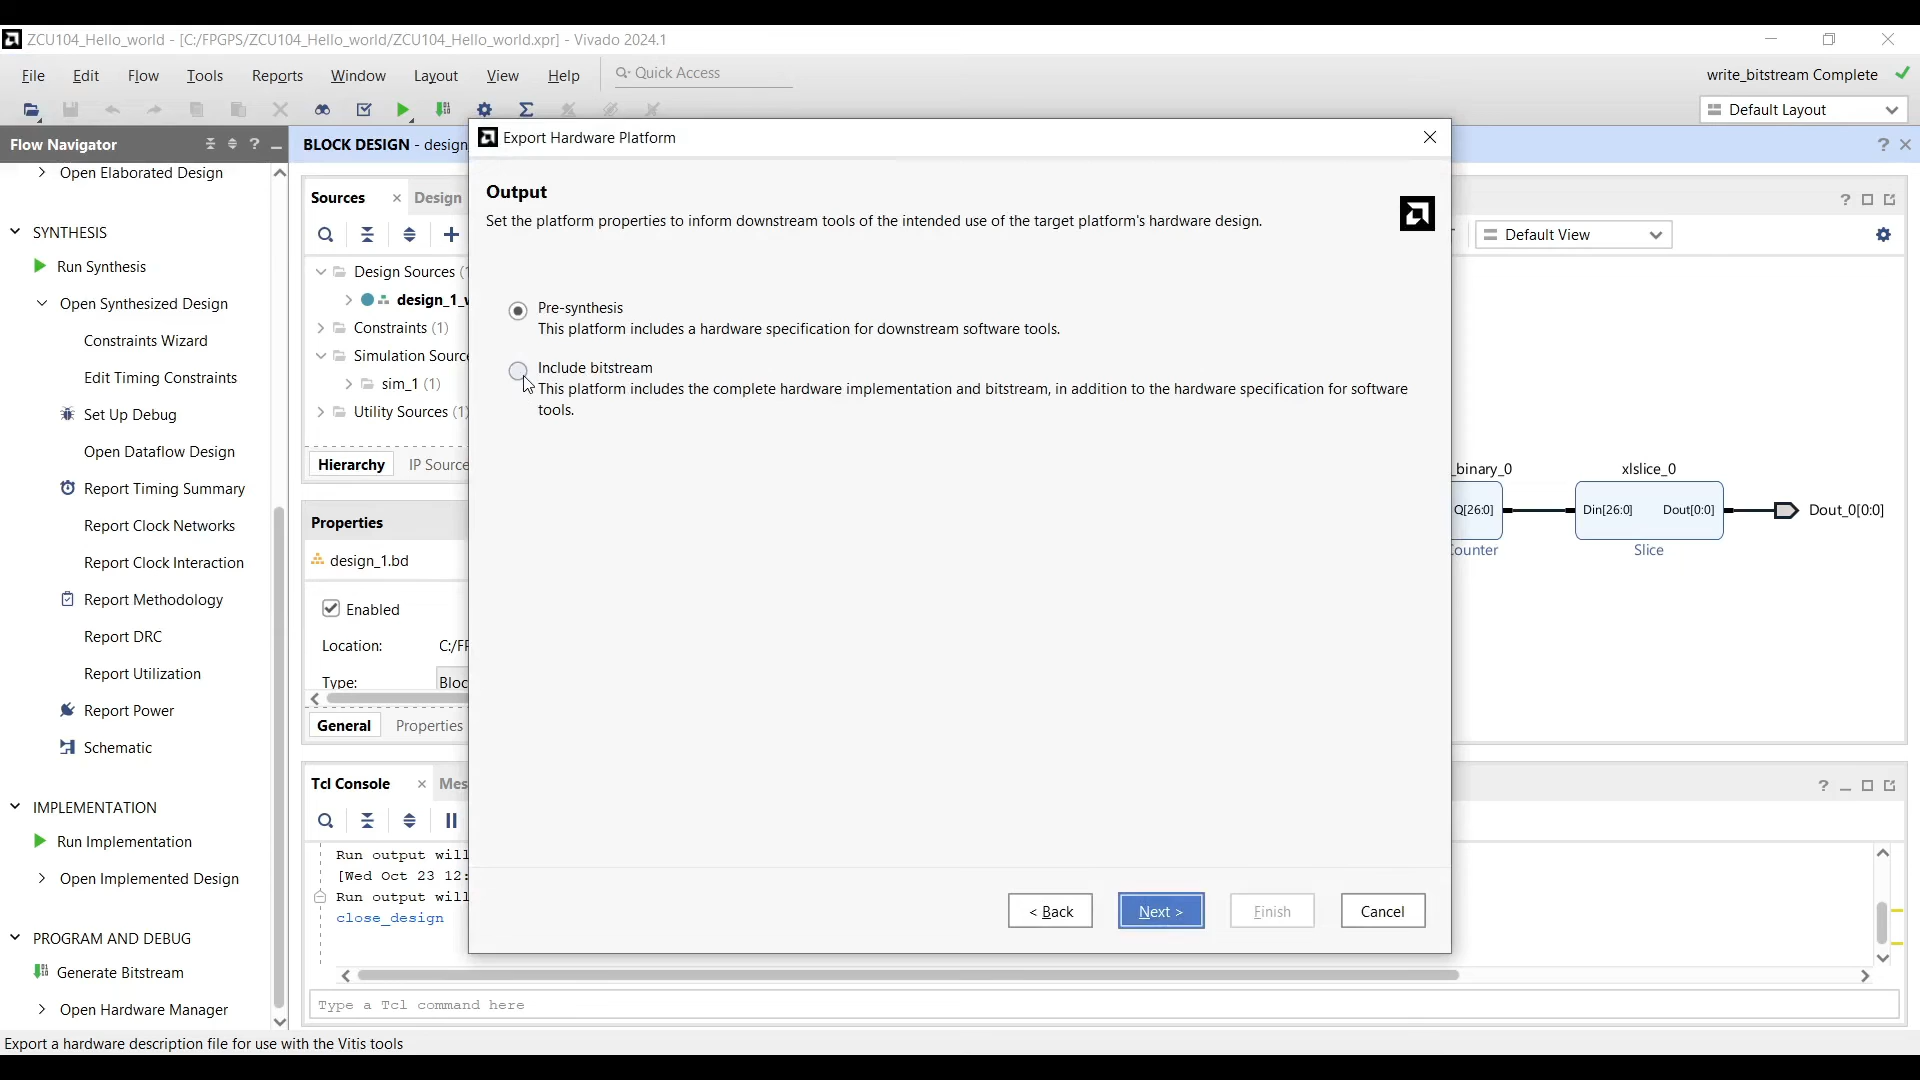 ZCU104_Hello_world - [C:/FPGPS/ZCU104_Hello_world/ZCU104_Hello_world.xpr] - Vivado 2024.1
File Edit Flow Tools Reports Window Layout View Help Quick Access
write_bitstream Complete
Default Layout
Flow Navigator
BLOCK DESIGN - design
Export Hardware Platform
Open Elaborated Design
SYNTHESIS
Run Synthesis
Open Synthesized Design
Constraints Wizard
Edit Timing Constraints
Set Up Debug
Open Dataflow Design
Report Timing Summary
Report Clock Networks
Report Clock Interaction
Report Methodology
Report DRC
Report Utilization
Report Power
Schematic
IMPLEMENTATION
Run Implementation
Open Implemented Design
PROGRAM AND DEBUG
Generate Bitstream
Open Hardware Manager
Sources Design
Design Sources (1
design_1_w
Constraints (1)
Simulation Source
sim_1 (1)
Utility Sources (1)
Hierarchy IP Source
Properties
design_1.bd
Enabled
Location: C:/FP
Type: Bloc
General Properties
Tcl Console Mes
Run output will
[Wed Oct 23 12:
Run output will
close_design
Type a Tcl command here
Output
Set the platform properties to inform downstream tools of the intended use of the target platform's hardware design.
Pre-synthesis
This platform includes a hardware specification for downstream software tools.
Include bitstream
This platform includes the complete hardware implementation and bitstream, in addition to the hardware specification for software
tools.
< Back Next > Finish Cancel
Default View
_binary_0
Q[26:0]
ounter
xlslice_0
Din[26:0] Dout[0:0]
Slice
Dout_0[0:0]
Export a hardware description file for use with the Vitis tools